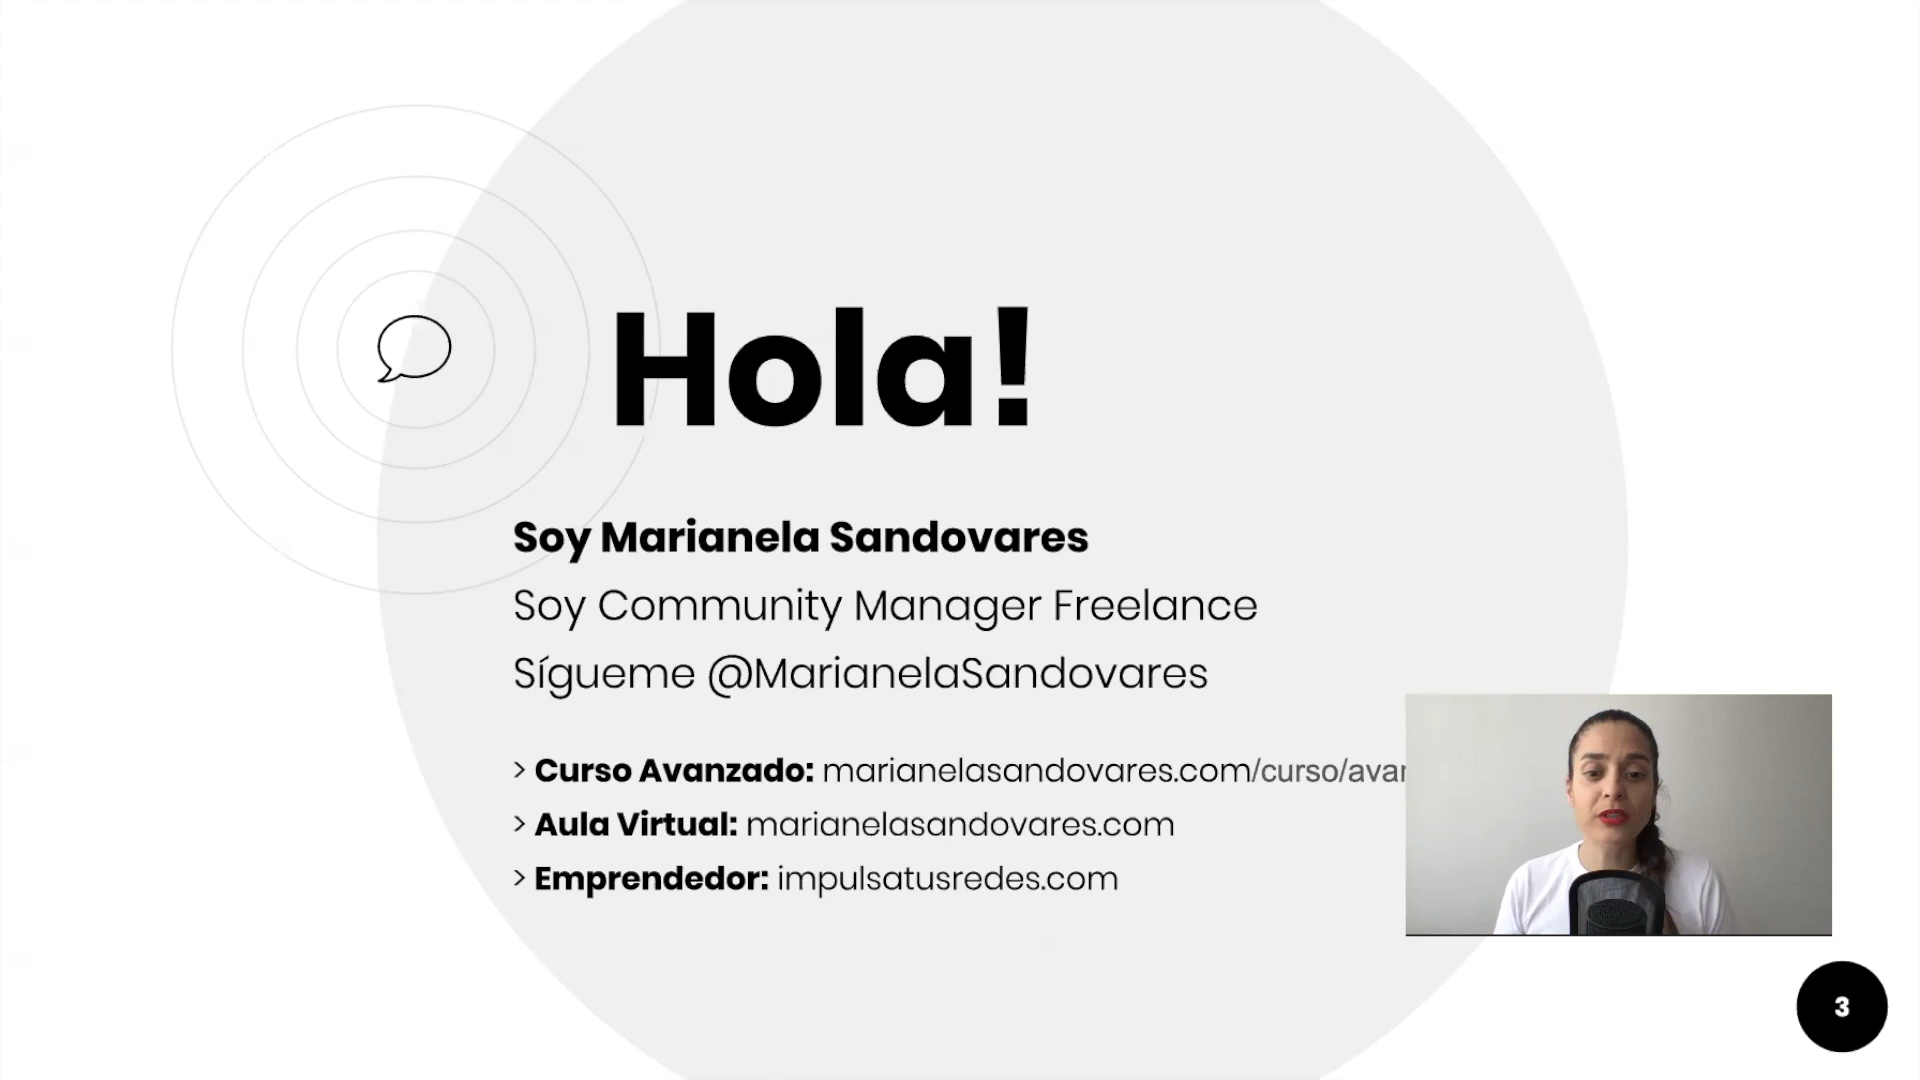 Hola!
Soy Marianela Sandovares
Soy Community Manager Freelance
Sígueme @MarianelaSandovares
> Curso Avanzado: marianelasandovares.com/curso/avan
> Aula Virtual: marianelasandovares.com
> Emprendedor: impulsatusredes.com
3